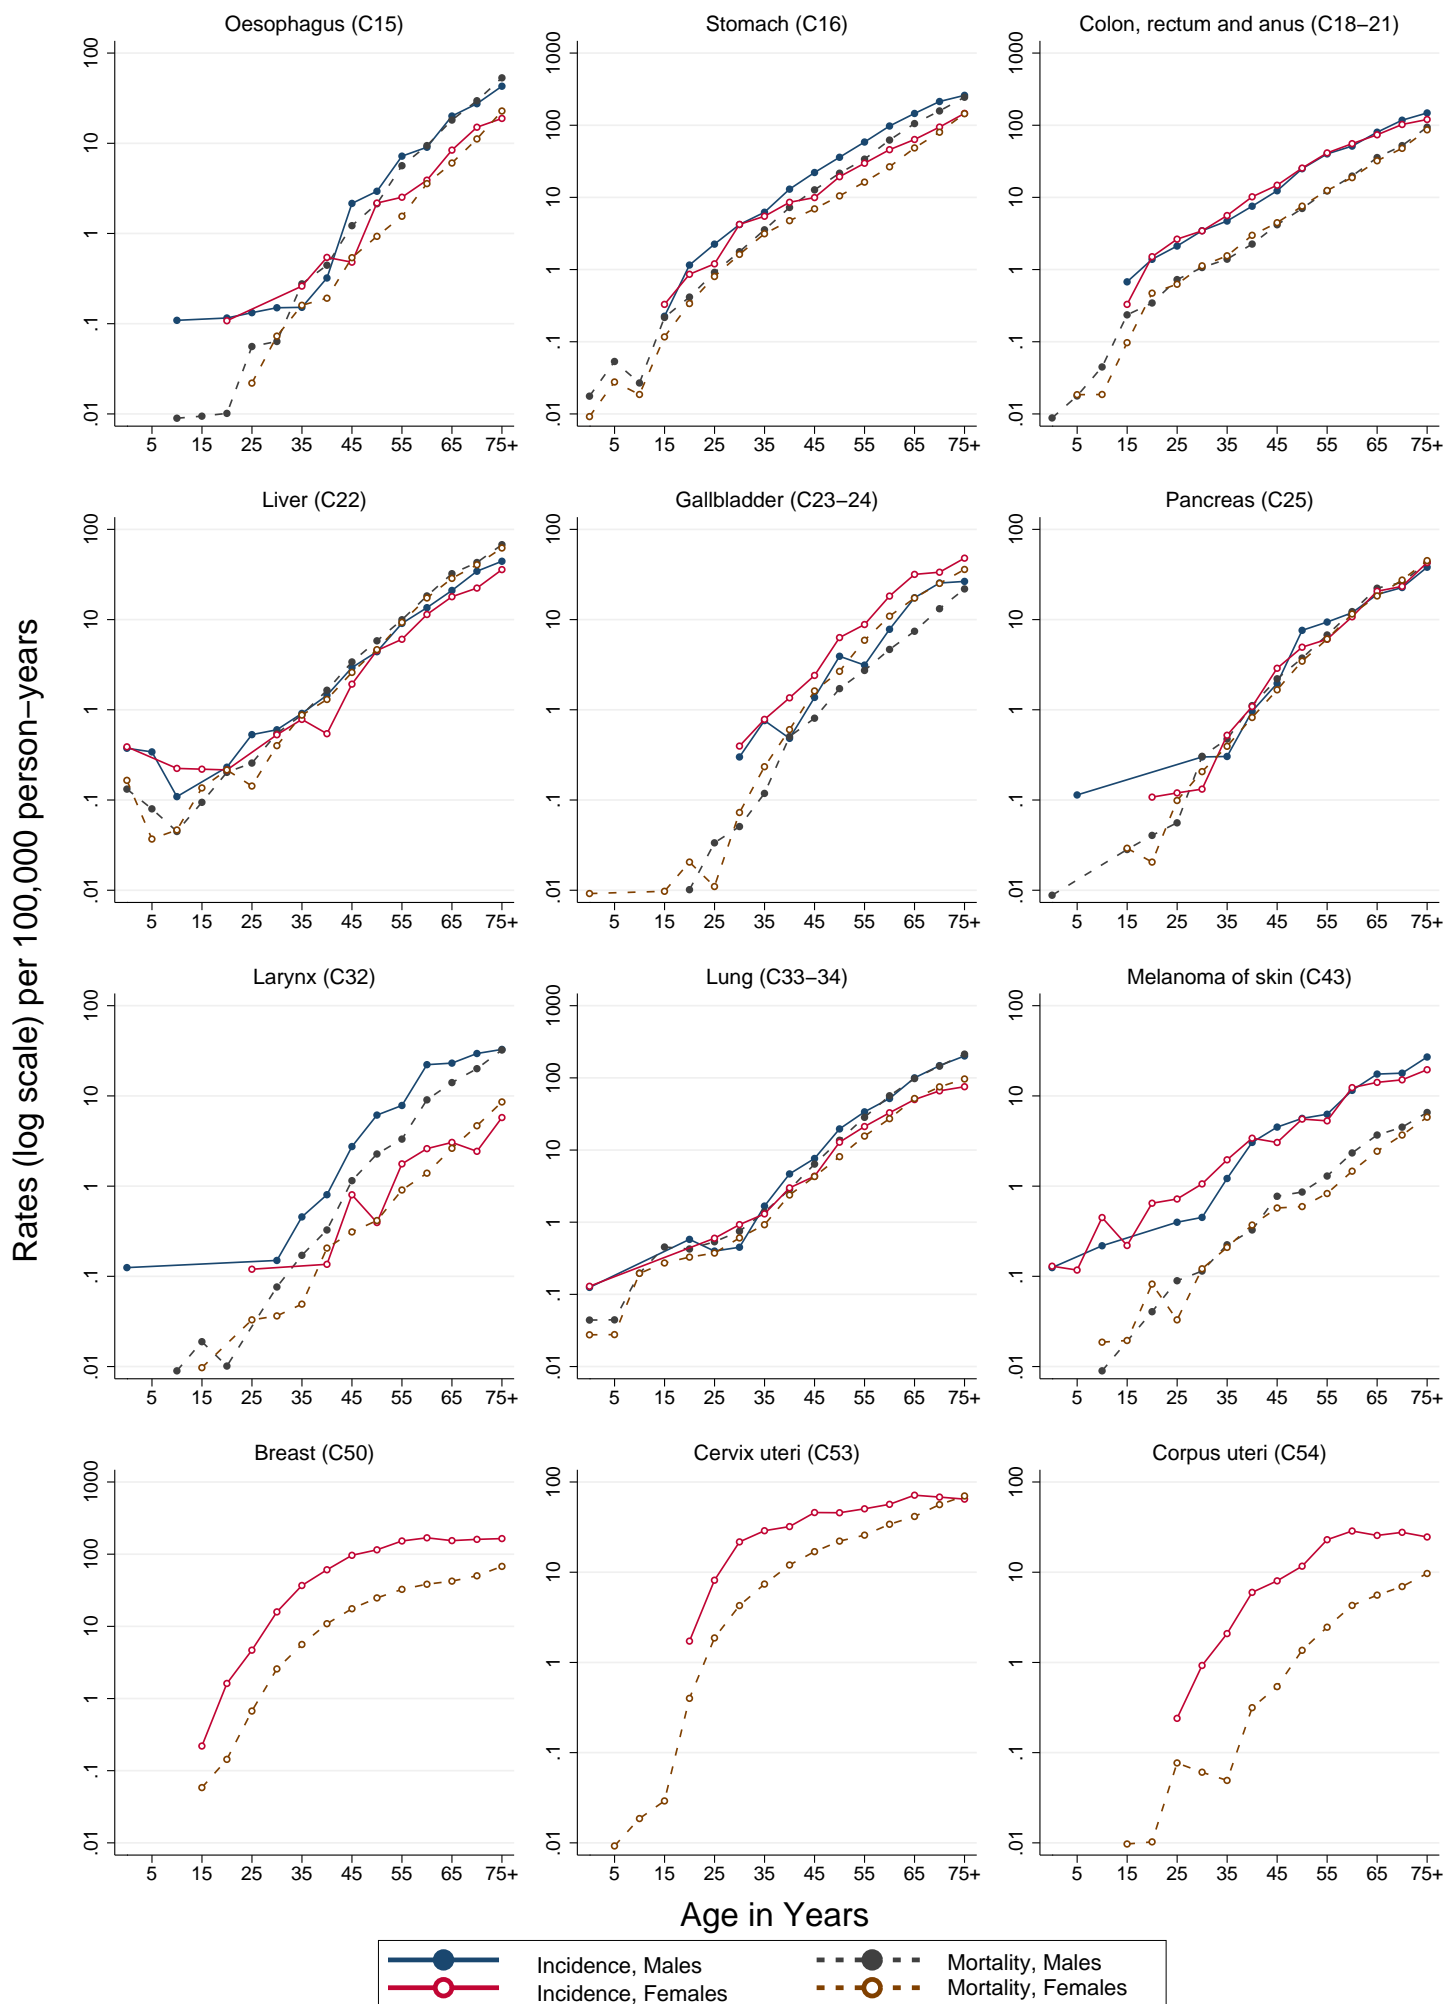 Oesophagus (C15)
100
10
1
.1
.01
5 15 25 35 45 55 65 75+
Stomach (C16)
1000
100
10
1
.1
.01
5 15 25 35 45 55 65 75+
Colon, rectum and anus (C18–21)
1000
100
10
1
.1
.01
5 15 25 35 45 55 65 75+
Liver (C22)
100
10
1
.1
.01
5 15 25 35 45 55 65 75+
Gallbladder (C23–24)
100
10
1
.1
.01
5 15 25 35 45 55 65 75+
Pancreas (C25)
100
10
1
.1
.01
5 15 25 35 45 55 65 75+
Rates (log scale) per 100,000 person–years
Larynx (C32)
100
10
1
.1
.01
5 15 25 35 45 55 65 75+
Lung (C33–34)
1000
100
10
1
.1
.01
5 15 25 35 45 55 65 75+
Melanoma of skin (C43)
100
10
1
.1
.01
5 15 25 35 45 55 65 75+
Breast (C50)
1000
100
10
1
.1
.01
5 15 25 35 45 55 65 75+
Cervix uteri (C53)
100
10
1
.1
.01
5 15 25 35 45 55 65 75+
Corpus uteri (C54)
100
10
1
.1
.01
5 15 25 35 45 55 65 75+
Age in Years
Incidence, Males
Mortality, Males
Incidence, Females
Mortality, Females